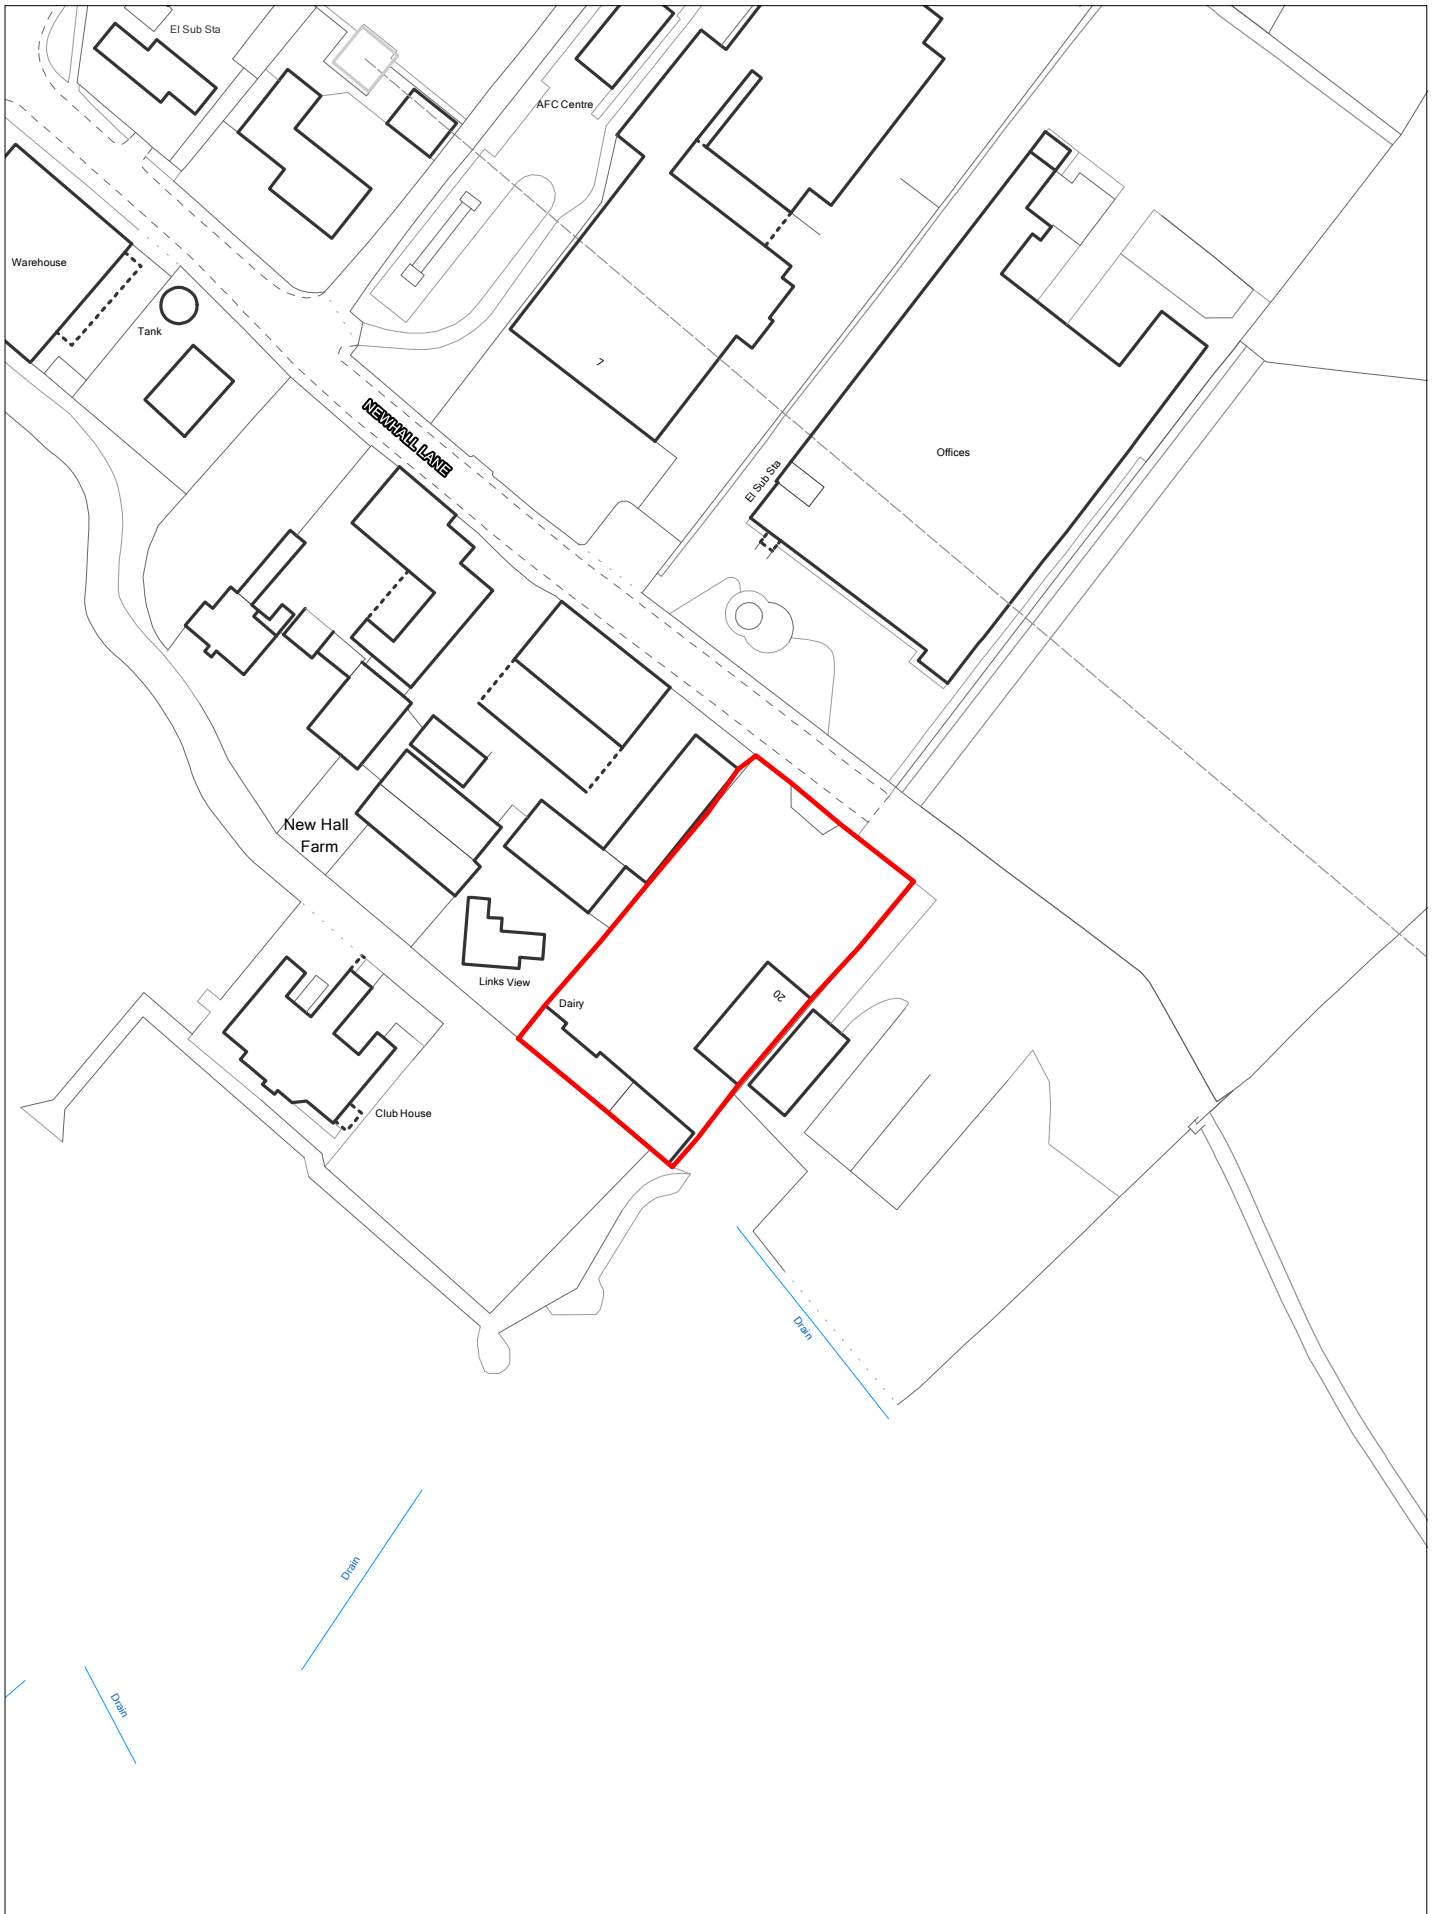 El Sub Sta
AFC Centre
Warehouse
Tank
7
NEWHALL LANE
Offices
El Sub Sta
New Hall
Farm
Links View
20
Dairy
Club House
Drain
Drain
Drain